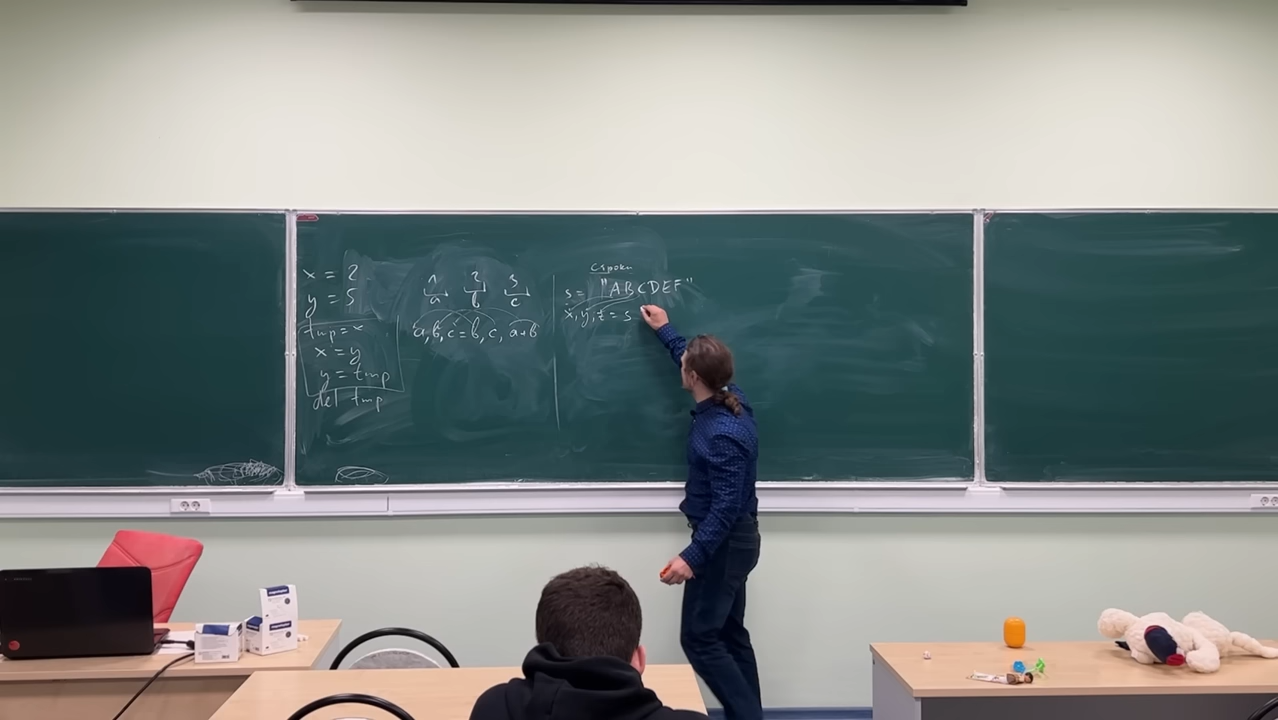 x = 2
y = 5
tmp = x
x = y
y = tmp
del tmp
1 2 3
a b c
a, b, c = b, c, a+b
строки
s = "ABCDEF"
x, y, t = s